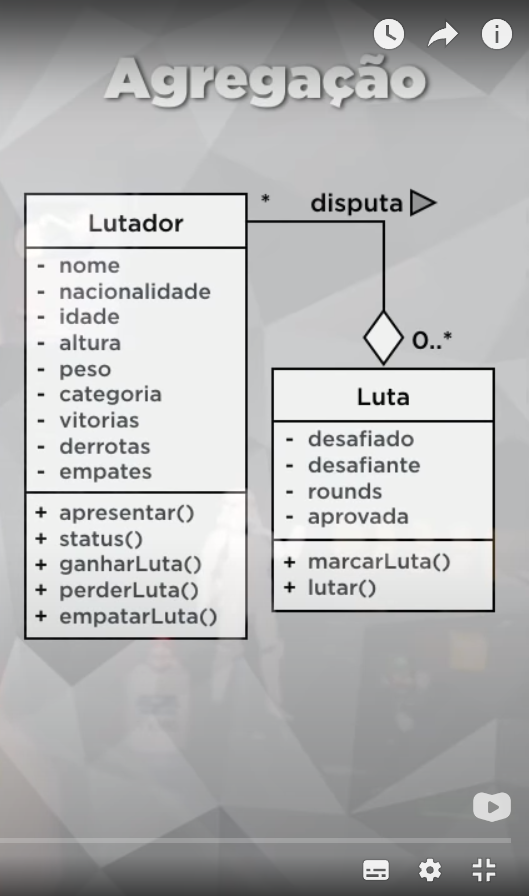 Agregação
* disputa
Lutador
- nome
- nacionalidade
- idade
- altura
- peso
- categoria
- vitorias
- derrotas
- empates
+ apresentar()
+ status()
+ ganharLuta()
+ perderLuta()
+ empatarLuta()
0..*
Luta
- desafiado
- desafiante
- rounds
- aprovada
+ marcarLuta()
+ lutar()